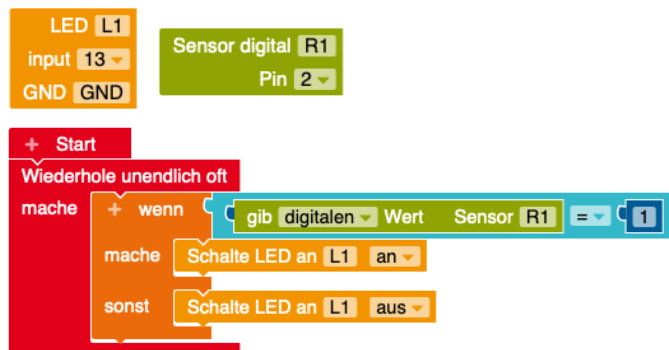 LED L1
input 13
GND GND
Sensor digital R1
Pin 2
+ Start
Wiederhole unendlich oft
mache + wenn gib digitalen Wert Sensor R1 = 1
mache Schalte LED an L1 an
sonst Schalte LED an L1 aus